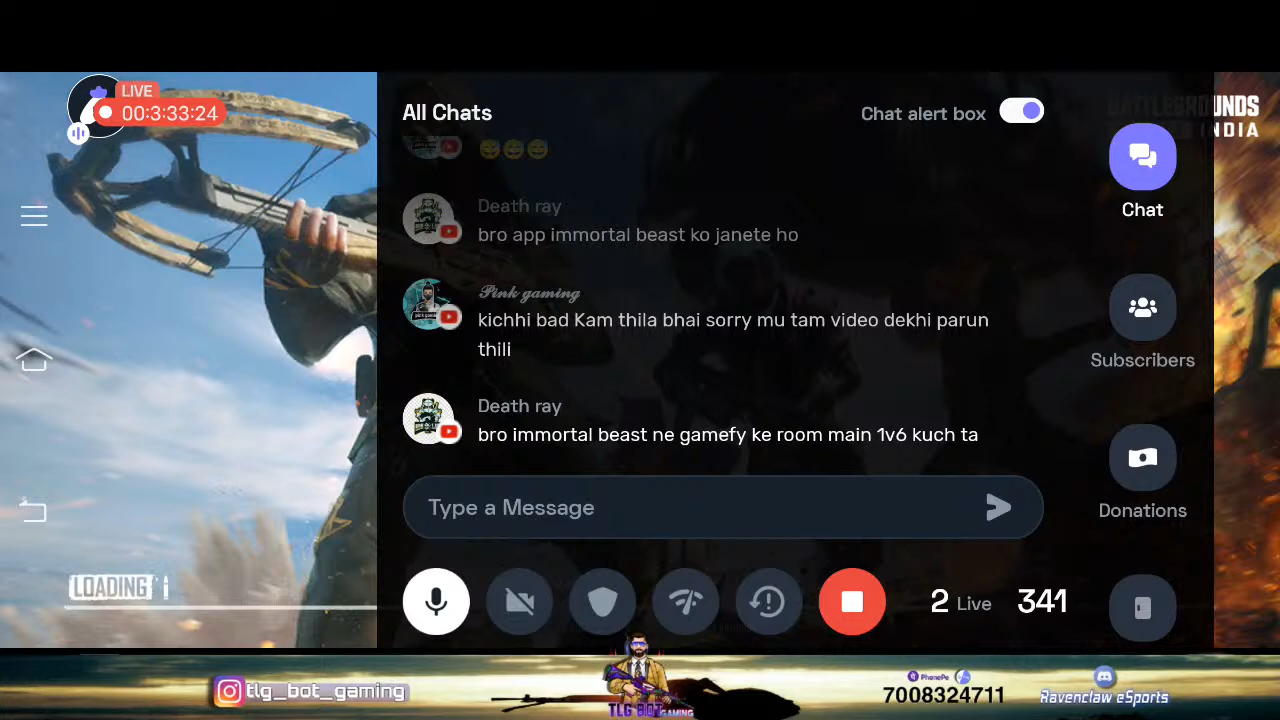 LIVE
00:3:33:24
All Chats
Chat alert box
BATTLEGROUNDS
INDIA
😅😅😅
Chat
Death ray
bro app immortal beast ko janete ho
Pink gaming
kichhi bad Kam thila bhai sorry mu tam video dekhi parun
thili
Subscribers
Death ray
bro immortal beast ne gamefy ke room main 1v6 kuch ta
Type a Message
Donations
LOADING
2 Live 341
tlg_bot_gaming
TLG BOT
GAMING
PhonePe
7008324711
Ravenclaw eSports